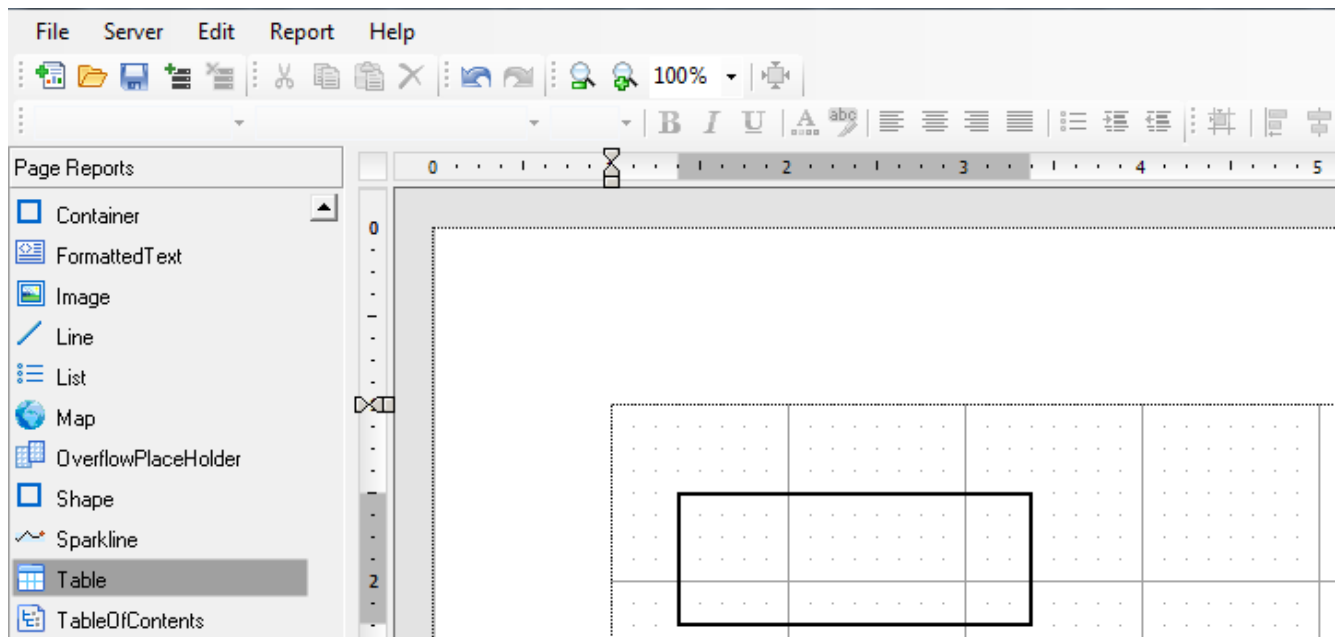 File Server Edit Report Help
100%
B I U A abc
Page Reports
0 2 3 4 5
Container
0
FormattedText
Image
Line
List
Map
OverflowPlaceHolder
Shape
Sparkline
Table
2
TableOfContents